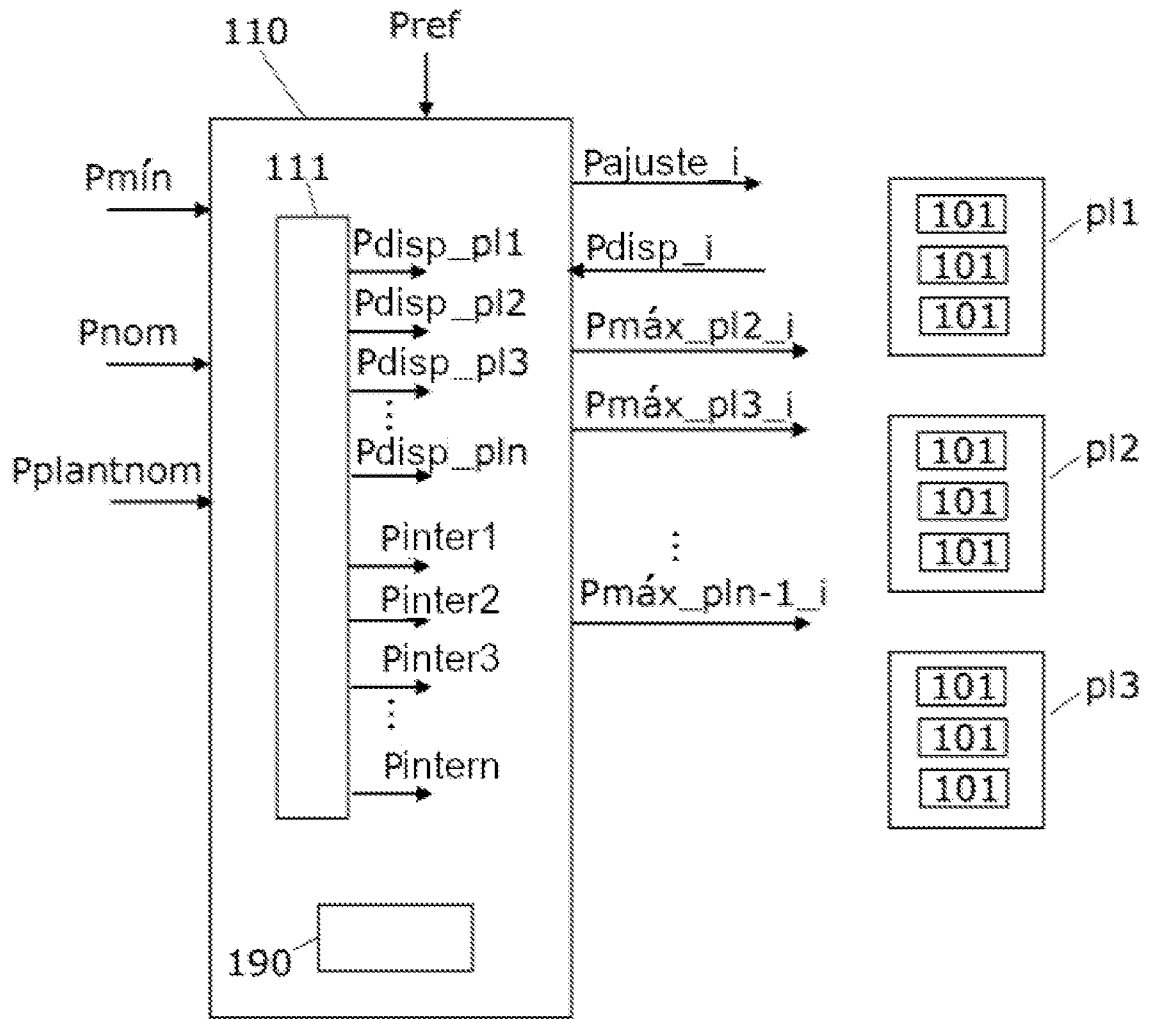 110
Pref
111
Pmín
Pnom
Pplantnom
Pdisp_pl1
Pdisp_pl2
Pdisp_pl3
⋮
Pdisp_pln
Pinter1
Pinter2
Pinter3
⋮
Pintern
190
Pajuste_i
Pdisp_i
Pmáx_pl2_i
Pmáx_pl3_i
⋮
Pmáx_pln-1_i
101
101
101
pl1
101
101
101
pl2
101
101
101
pl3